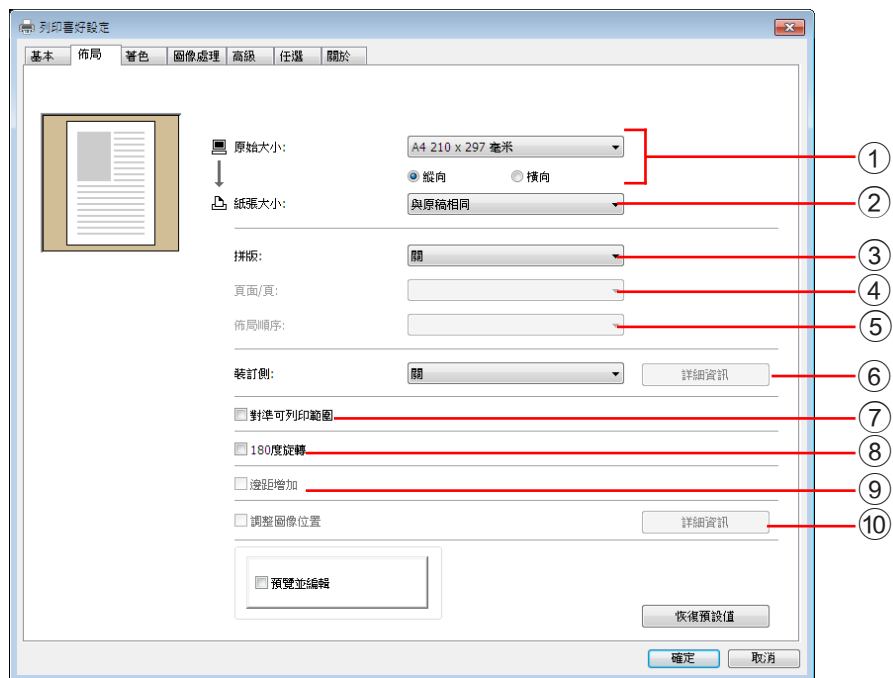 列印喜好設定
基本 佈局 著色 圖像處理 高級 任選 關於
原始大小: A4 210 x 297 毫米 ①
縱向 橫向
紙張大小: 與原稿相同 ②
拼版: 關 ③
頁面/頁: ④
佈局順序: ⑤
裝訂側: 關 詳細資訊 ⑥
對準可列印範圍 ⑦
180度旋轉 ⑧
邊距增加 ⑨
調整圖像位置 詳細資訊 ⑩
預覽並編輯
恢復預設值
確定 取消